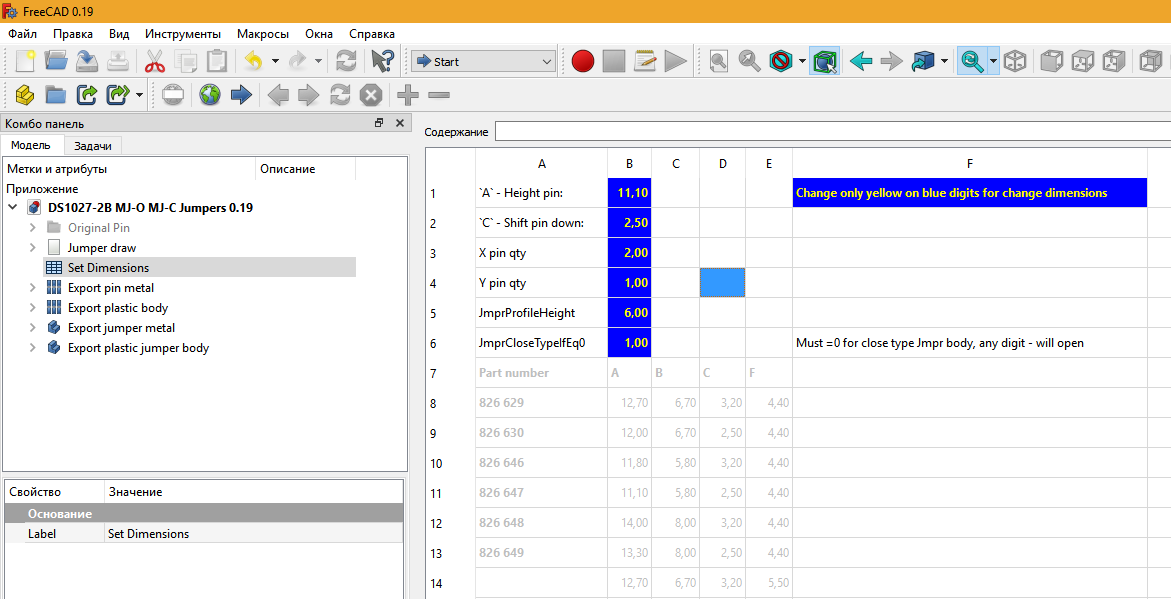 FreeCAD 0.19
Файл Правка Вид Инструменты Макросы Окна Справка
Start
Комбо панель
Модель Задачи
Метки и атрибуты Описание
Приложение
DS1027-2B MJ-O MJ-C Jumpers 0.19
Original Pin
Jumper draw
Set Dimensions
Export pin metal
Export plastic body
Export jumper metal
Export plastic jumper body
Свойство Значение
Основание
Label Set Dimensions
Содержание
A B C D E F
1 `A` - Height pin: 11,10 Change only yellow on blue digits for change dimensions
2 `C` - Shift pin down: 2,50
3 X pin qty 2,00
4 Y pin qty 1,00
5 JmprProfileHeight 6,00
6 JmprCloseTypeIfEq0 1,00 Must =0 for close type Jmpr body, any digit - will open
7 Part number A B C F
8 826 629 12,70 6,70 3,20 4,40
9 826 630 12,00 6,70 2,50 4,40
10 826 646 11,80 5,80 3,20 4,40
11 826 647 11,10 5,80 2,50 4,40
12 826 648 14,00 8,00 3,20 4,40
13 826 649 13,30 8,00 2,50 4,40
14 12,70 6,70 3,20 5,50